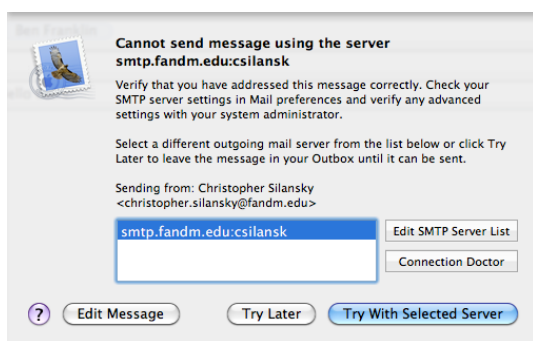 Ben Franklin
Cannot send message using the server
smtp.fandm.edu:csilansk
Verify that you have addressed this message correctly. Check your
SMTP server settings in Mail preferences and verify any advanced
settings with your system administrator.
Select a different outgoing mail server from the list below or click Try
Later to leave the message in your Outbox until it can be sent.
Sending from: Christopher Silansky
<christopher.silansky@fandm.edu>
smtp.fandm.edu:csilansk
Edit SMTP Server List
Connection Doctor
? Edit Message Try Later Try With Selected Server